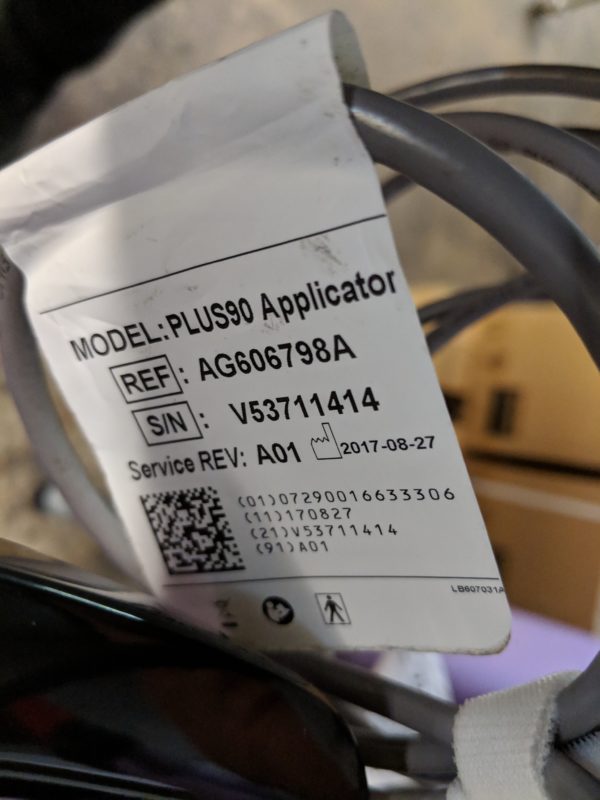 MODEL:PLUS90 Applicator
REF : AG606798A
S/N : V53711414
Service REV: A01 2017-08-27
(01)07290016633306
(11)170827
(21)V53711414
(91)A01
LB607031A